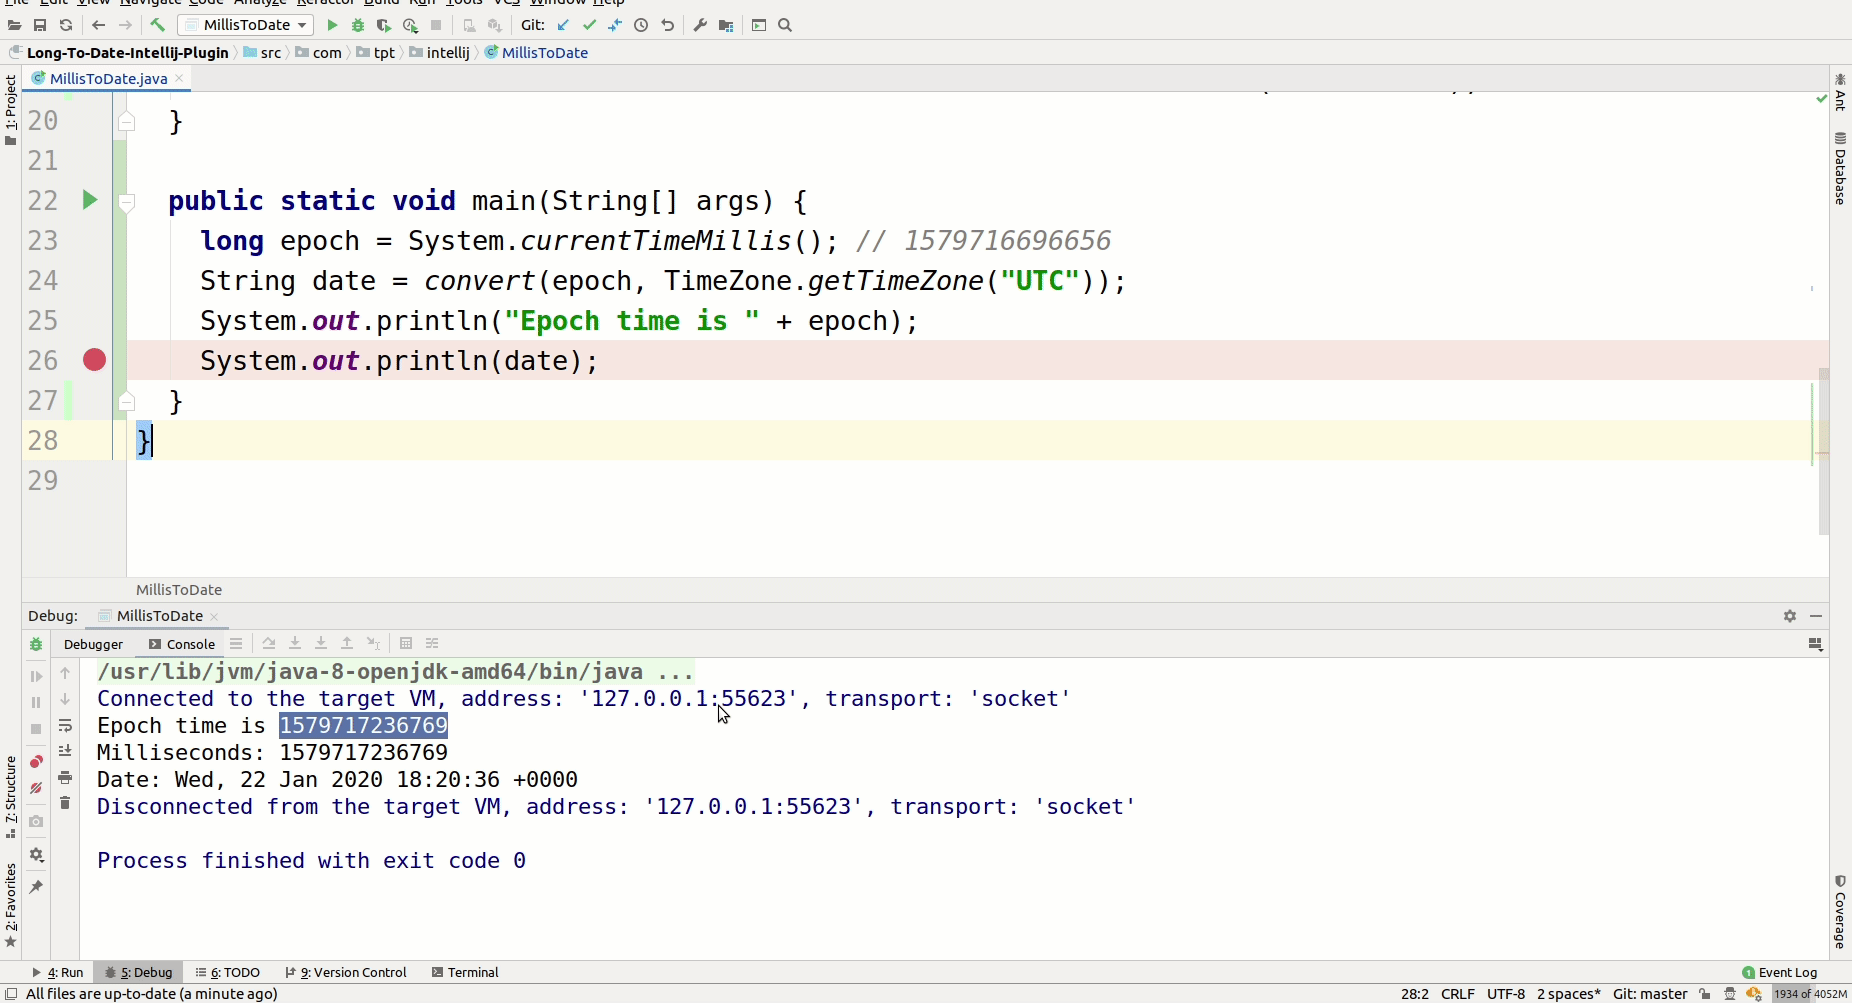 File Edit View Navigate Code Analyze Refactor Build Run Tools VCS Window Help
MillisToDate Git:
Long-To-Date-Intellij-Plugin src com tpt intellij MillisToDate
MillisToDate.java
20 }
21
22 public static void main(String[] args) {
23 long epoch = System.currentTimeMillis(); // 1579716696656
24 String date = convert(epoch, TimeZone.getTimeZone("UTC"));
25 System.out.println("Epoch time is " + epoch);
26 System.out.println(date);
27 }
28 }
29
MillisToDate
1: Project
7: Structure
2: Favorites
Ant
Database
Coverage
Debug: MillisToDate
Debugger Console
/usr/lib/jvm/java-8-openjdk-amd64/bin/java ...
Connected to the target VM, address: '127.0.0.1:55623', transport: 'socket'
Epoch time is 1579717236769
Milliseconds: 1579717236769
Date: Wed, 22 Jan 2020 18:20:36 +0000
Disconnected from the target VM, address: '127.0.0.1:55623', transport: 'socket'
Process finished with exit code 0
4: Run 5: Debug 6: TODO 9: Version Control Terminal 1 Event Log
All files are up-to-date (a minute ago) 28:2 CRLF UTF-8 2 spaces* Git: master 1934 of 4052M